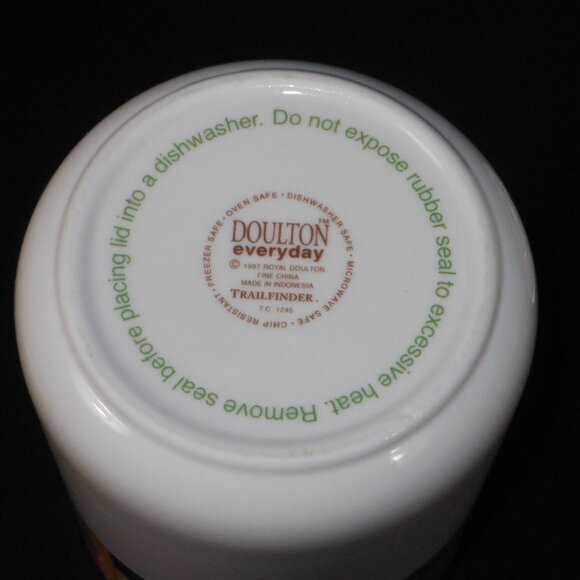 Do not expose rubber seal to excessive heat. Remove seal before placing lid into a dishwasher.
OVEN SAFE · DISHWASHER SAFE · MICROWAVE SAFE · CHIP RESISTANT · FREEZER SAFE ·
DOULTON™
everyday
© 1997 ROYAL DOULTON
FINE CHINA
MADE IN INDONESIA
TRAILFINDER
T.C. 1245